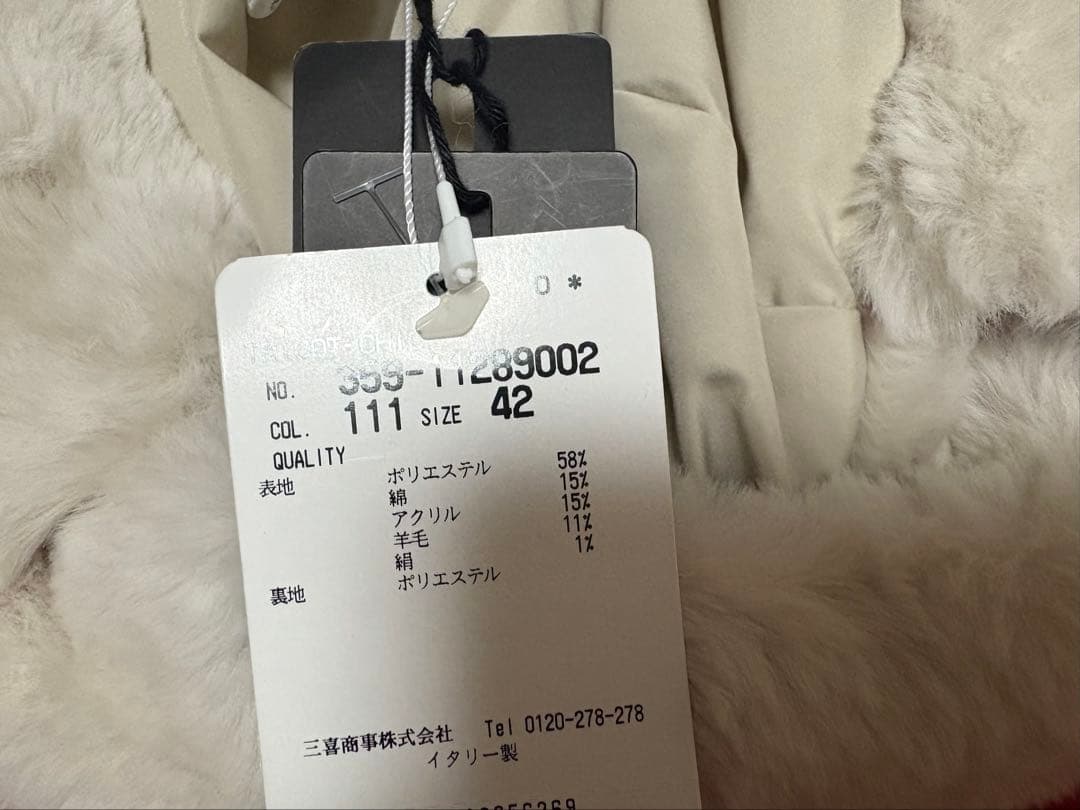 0 *
NO. 359-11289002
COL. 111 SIZE 42
QUALITY
表地 ポリエステル 58%
綿 15%
アクリル 15%
羊毛 11%
絹 1%
裏地 ポリエステル
三喜商事株式会社 Tel 0120-278-278
イタリー製